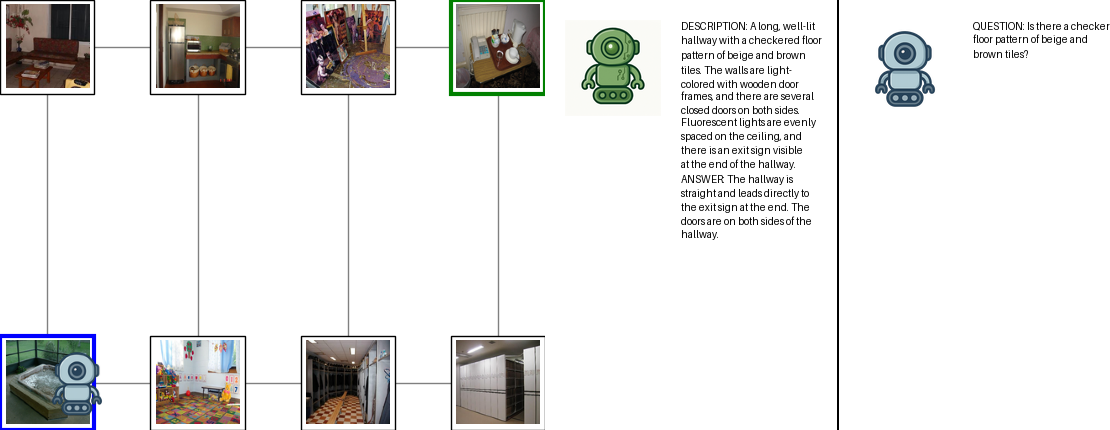 DESCRIPTION: A long, well-lit
hallway with a checkered floor
pattern of beige and brown
tiles. The walls are light-
colored with wooden door
frames, and there are several
closed doors on both sides.
Fluorescent lights are evenly
spaced on the ceiling, and
there is an exit sign visible
at the end of the hallway.
ANSWER: The hallway is
straight and leads directly to
the exit sign at the end. The
doors are on both sides of the
hallway.
QUESTION: Is there a checker
floor pattern of beige and
brown tiles?